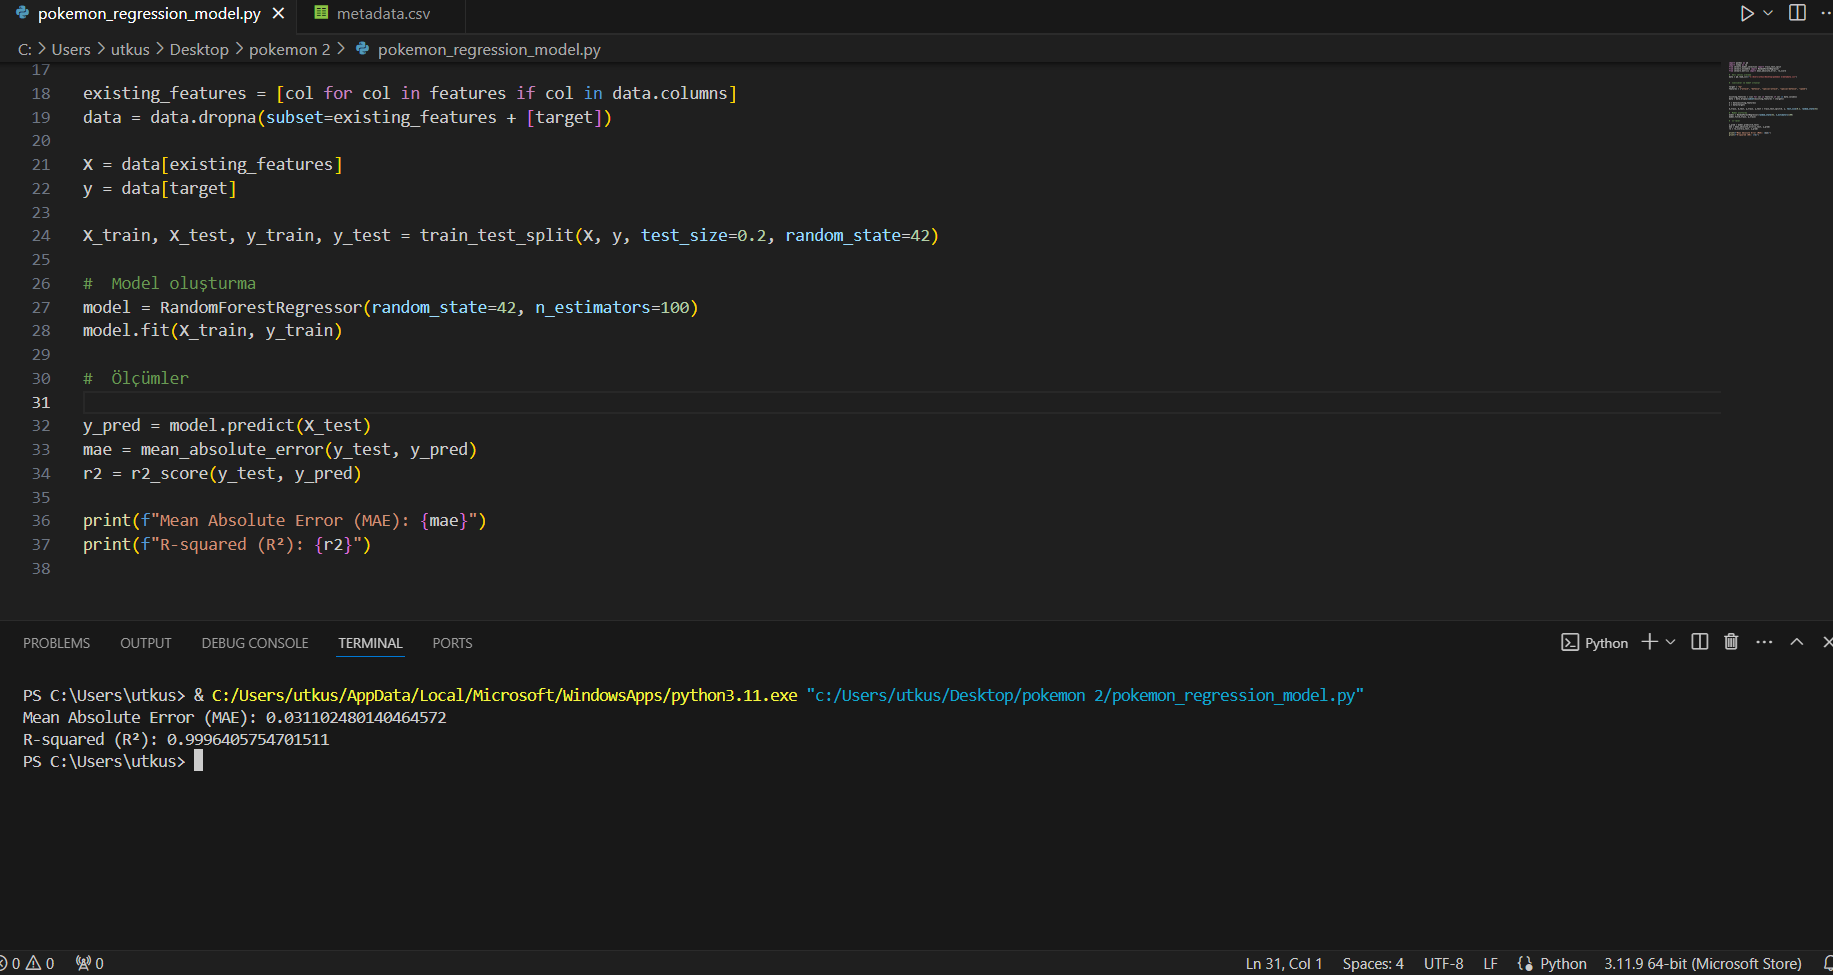 pokemon_regression_model.py
metadata.csv
C: > Users > utkus > Desktop > pokemon 2 > pokemon_regression_model.py
17
18 existing_features = [col for col in features if col in data.columns]
19 data = data.dropna(subset=existing_features + [target])
20
21 X = data[existing_features]
22 y = data[target]
23
24 X_train, X_test, y_train, y_test = train_test_split(X, y, test_size=0.2, random_state=42)
25
26 #  Model oluşturma
27 model = RandomForestRegressor(random_state=42, n_estimators=100)
28 model.fit(X_train, y_train)
29
30 #  Ölçümler
31
32 y_pred = model.predict(X_test)
33 mae = mean_absolute_error(y_test, y_pred)
34 r2 = r2_score(y_test, y_pred)
35
36 print(f"Mean Absolute Error (MAE): {mae}")
37 print(f"R-squared (R²): {r2}")
38
PROBLEMS OUTPUT DEBUG CONSOLE TERMINAL PORTS
Python
PS C:\Users\utkus> & C:/Users/utkus/AppData/Local/Microsoft/WindowsApps/python3.11.exe "c:/Users/utkus/Desktop/pokemon 2/pokemon_regression_model.py"
Mean Absolute Error (MAE): 0.031102480140464572
R-squared (R²): 0.9996405754701511
PS C:\Users\utkus>
0 0 0
Ln 31, Col 1 Spaces: 4 UTF-8 LF Python 3.11.9 64-bit (Microsoft Store)